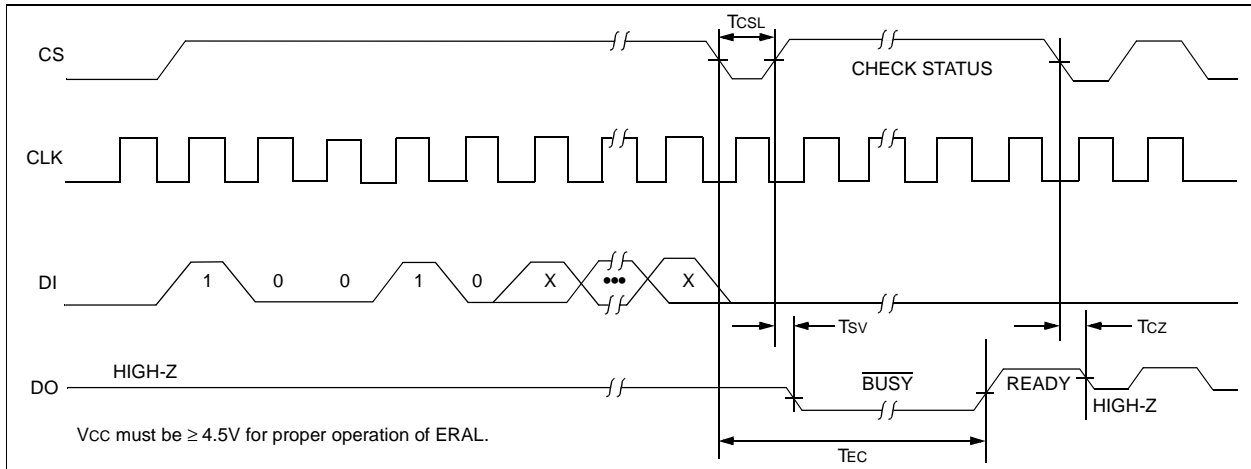 TCSL
CS
CHECK STATUS
CLK
DI
1 0 0 1 0 X ••• X
TSV
TCZ
DO
HIGH-Z
BUSY
READY
HIGH-Z
VCC must be ≥ 4.5V for proper operation of ERAL.
TEC